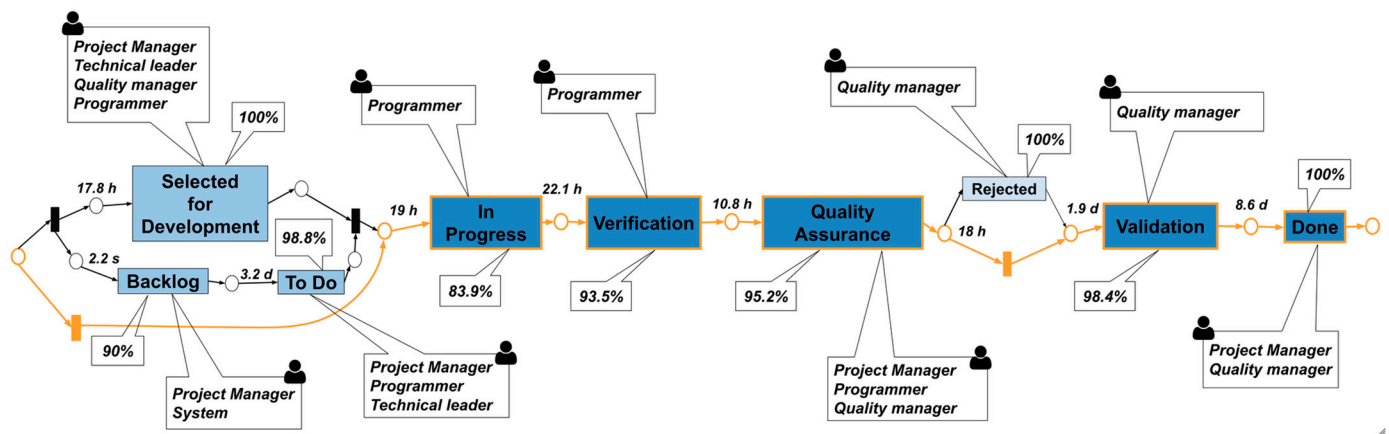 Project Manager
Technical leader
Quality manager
Programmer
100%
17.8 h
Selected
for
Development
2.2 s
Backlog
90%
Project Manager
System
3.2 d
98.8%
To Do
Project Manager
Programmer
Technical leader
19 h
Programmer
In
Progress
83.9%
22.1 h
Programmer
Verification
93.5%
10.8 h
Quality
Assurance
95.2%
Project Manager
Programmer
Quality manager
18 h
Quality manager
100%
Rejected
1.9 d
Quality manager
Validation
98.4%
8.6 d
100%
Done
Project Manager
Quality manager